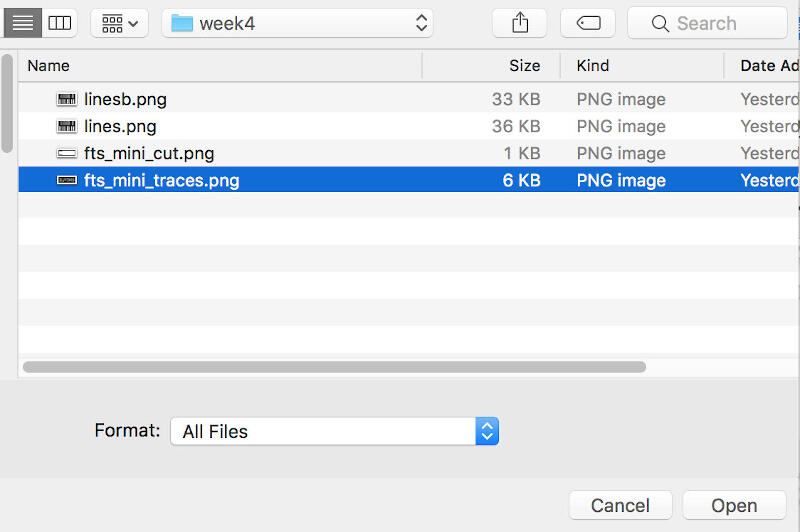 week4 Search
Name Size Kind Date Ad
linesb.png 33 KB PNG image Yesterd
lines.png 36 KB PNG image Yesterd
fts_mini_cut.png 1 KB PNG image Yesterd
fts_mini_traces.png 6 KB PNG image Yesterd
Format: All Files
Cancel Open